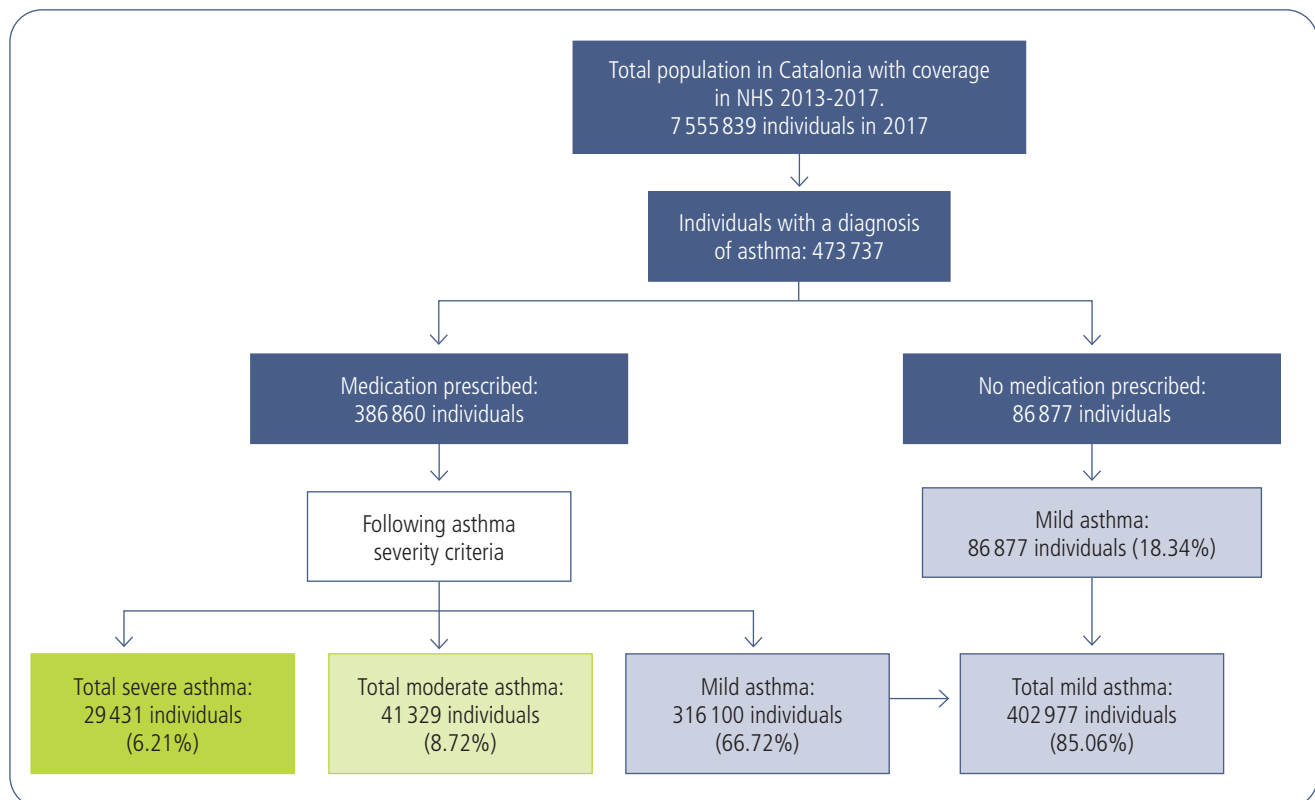 Total population in Catalonia with coverage
in NHS 2013-2017.
7 555 839 individuals in 2017
Individuals with a diagnosis
of asthma: 473 737
Medication prescribed:
386 860 individuals
No medication prescribed:
86 877 individuals
Following asthma
severity criteria
Mild asthma:
86 877 individuals (18.34%)
Total severe asthma:
29 431 individuals
(6.21%)
Total moderate asthma:
41 329 individuals
(8.72%)
Mild asthma:
316 100 individuals
(66.72%)
Total mild asthma:
402 977 individuals
(85.06%)